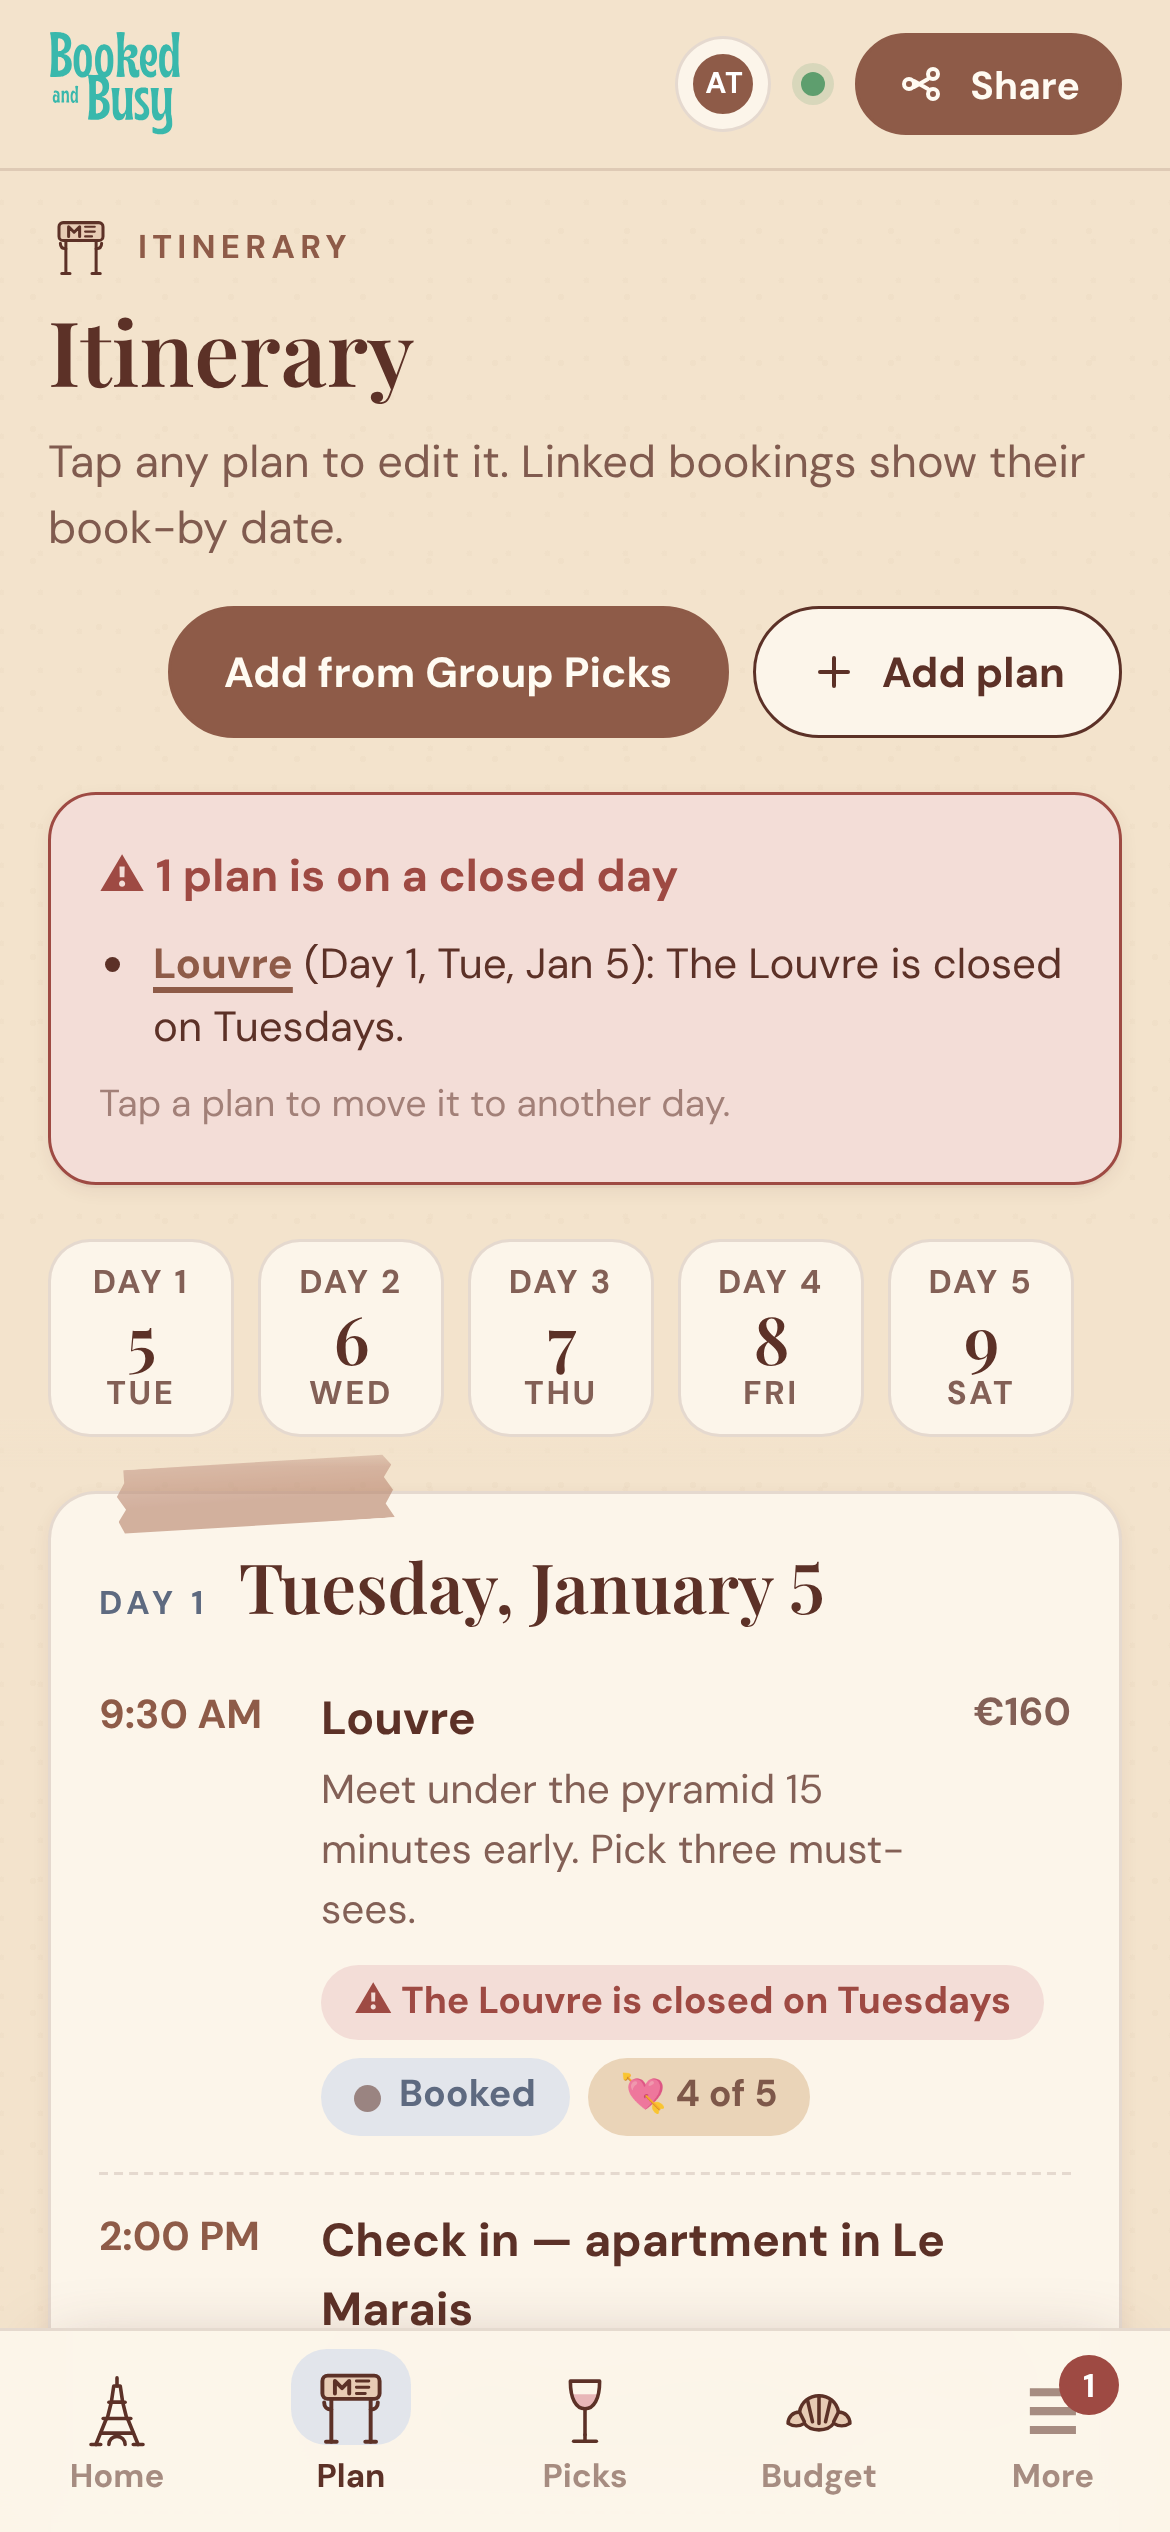 Booked
and Busy
AT
Share
ITINERARY
Itinerary
Tap any plan to edit it. Linked bookings show their
book-by date.
Add from Group Picks
+ Add plan
1 plan is on a closed day
• Louvre (Day 1, Tue, Jan 5): The Louvre is closed
on Tuesdays.
Tap a plan to move it to another day.
DAY 1
5
TUE
DAY 2
6
WED
DAY 3
7
THU
DAY 4
8
FRI
DAY 5
9
SAT
DAY 1 Tuesday, January 5
9:30 AM
Louvre
€160
Meet under the pyramid 15
minutes early. Pick three must-
sees.
The Louvre is closed on Tuesdays
Booked
4 of 5
2:00 PM
Check in — apartment in Le
Marais
Home
Plan
Picks
Budget
1
More